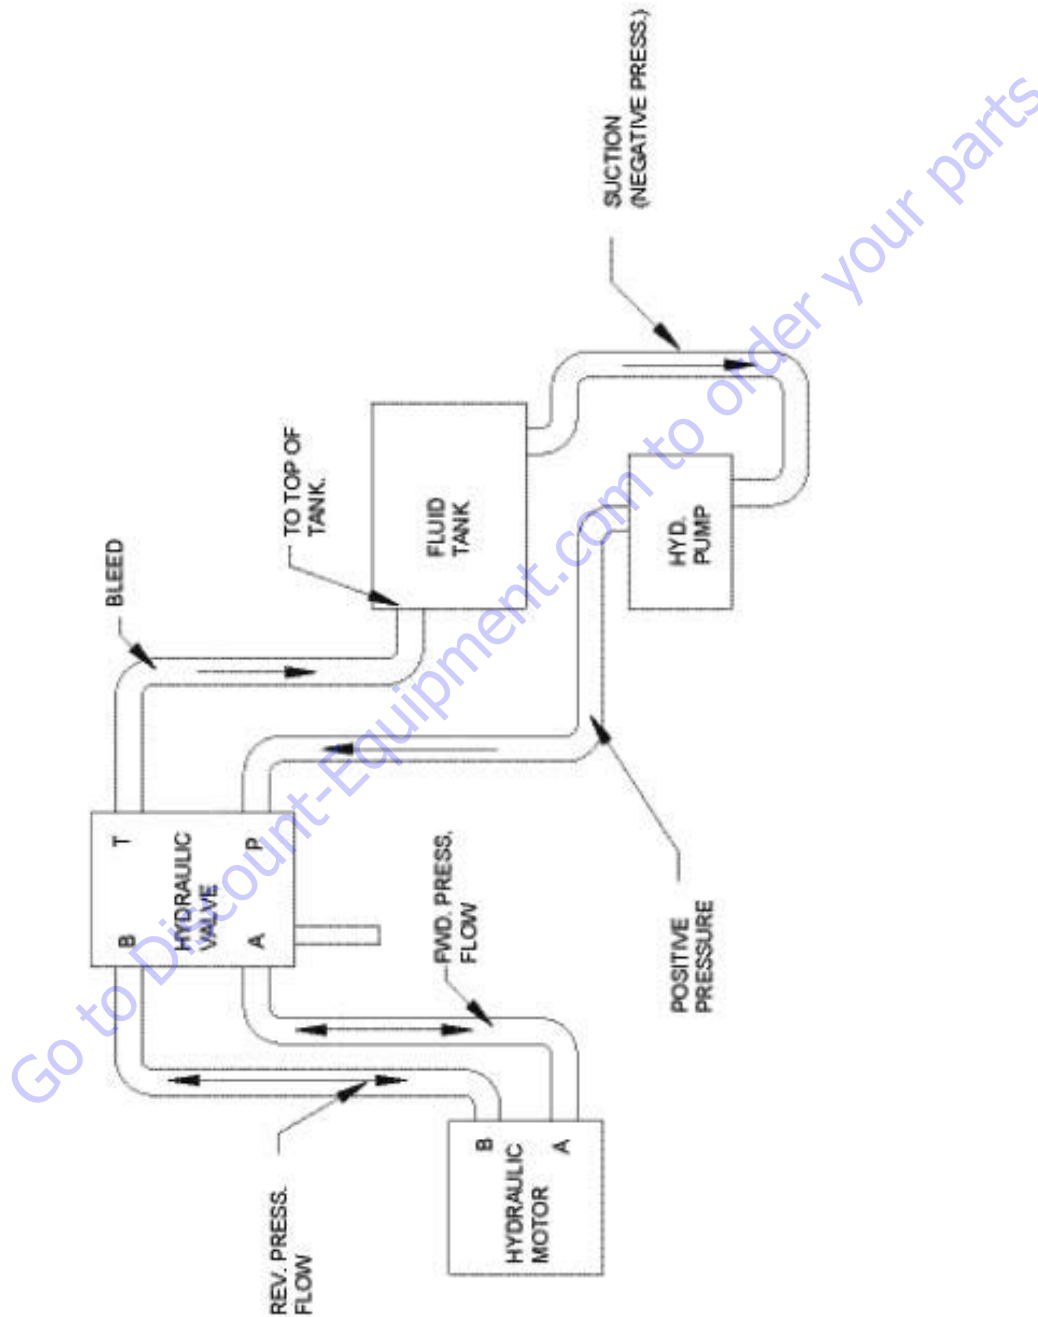 REV. PRESS.
FLOW
HYDRAULIC
MOTOR
B
A
B
T
HYDRAULIC
VALVE
A
P
FWD. PRESS.
FLOW
POSITIVE
PRESSURE
BLEED
TO TOP OF
TANK.
FLUID
TANK
HYD.
PUMP
SUCTION
(NEGATIVE PRESS.)
Go to Discount-Equipment.com to order your parts